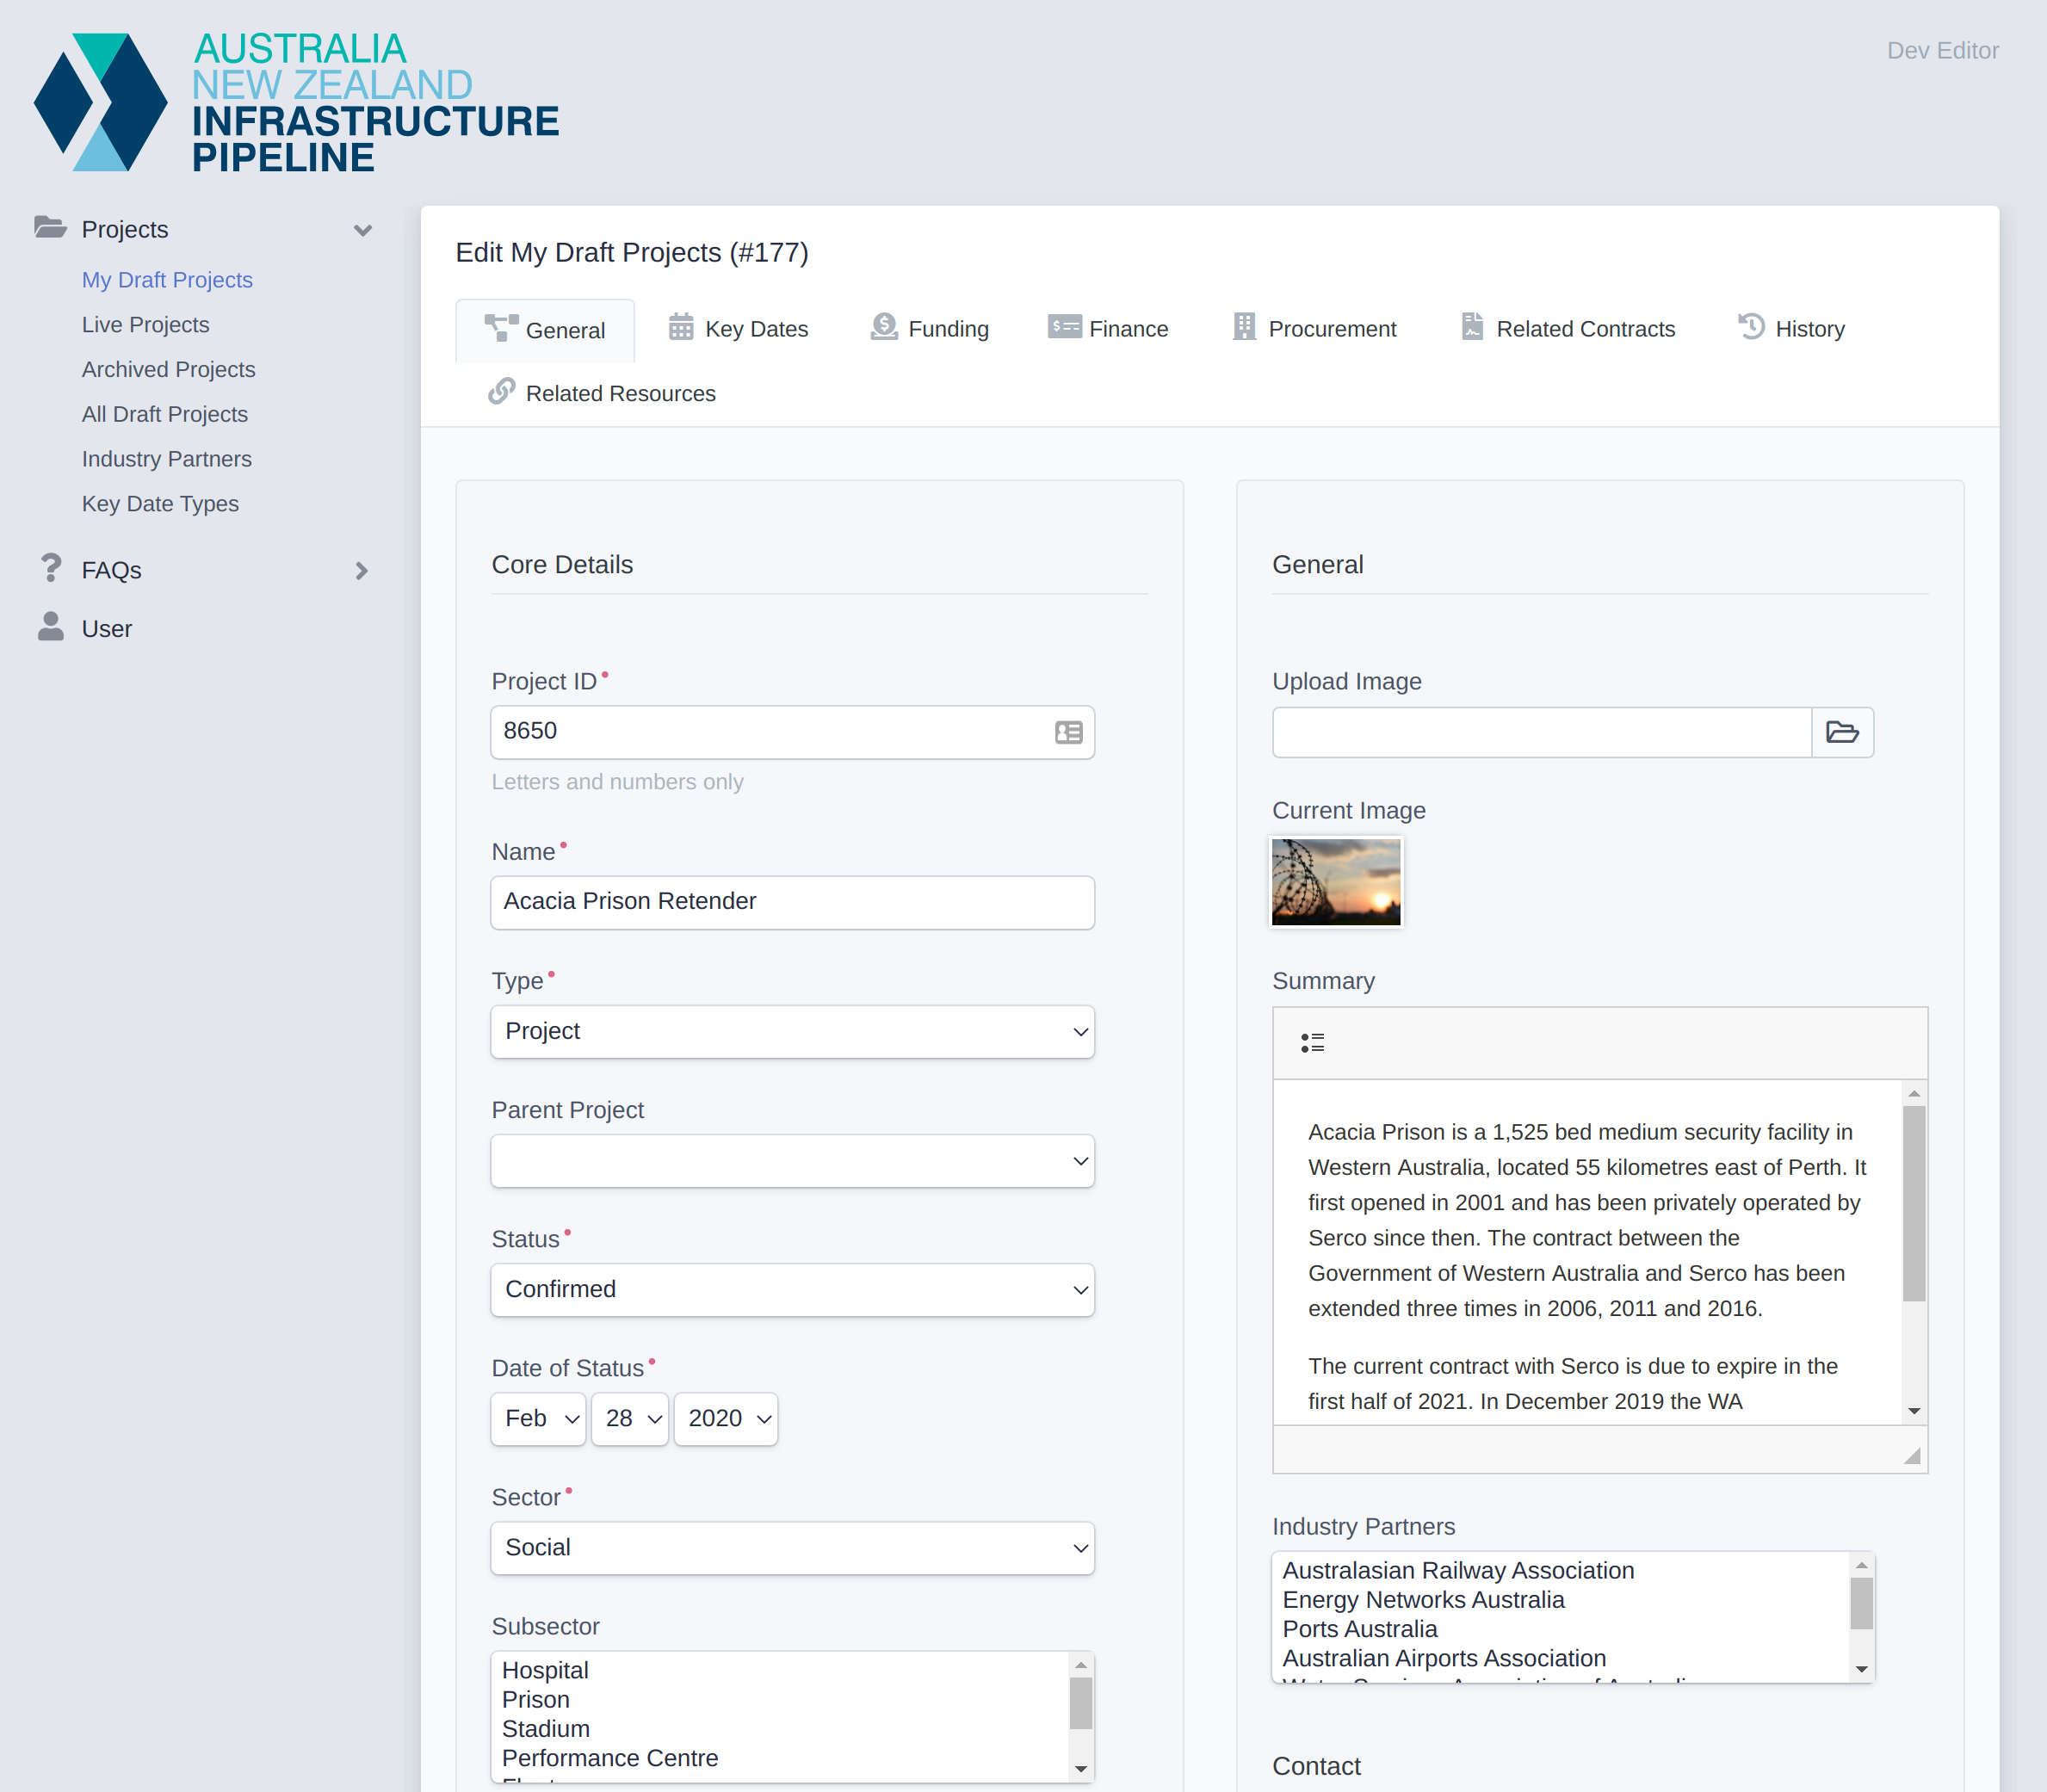 AUSTRALIA
NEW ZEALAND
INFRASTRUCTURE
PIPELINE
Dev Editor
Projects
My Draft Projects
Live Projects
Archived Projects
All Draft Projects
Industry Partners
Key Date Types
FAQs
User
Edit My Draft Projects (#177)
General
Key Dates
Funding
Finance
Procurement
Related Contracts
History
Related Resources
Core Details
Project ID
8650
Letters and numbers only
Name
Acacia Prison Retender
Type
Project
Parent Project
Status
Confirmed
Date of Status
Feb 28 2020
Sector
Social
Subsector
Hospital
Prison
Stadium
Performance Centre
General
Upload Image
Current Image
Summary
Acacia Prison is a 1,525 bed medium security facility in
Western Australia, located 55 kilometres east of Perth. It
first opened in 2001 and has been privately operated by
Serco since then. The contract between the
Government of Western Australia and Serco has been
extended three times in 2006, 2011 and 2016.
The current contract with Serco is due to expire in the
first half of 2021. In December 2019 the WA
Industry Partners
Australasian Railway Association
Energy Networks Australia
Ports Australia
Australian Airports Association
Contact